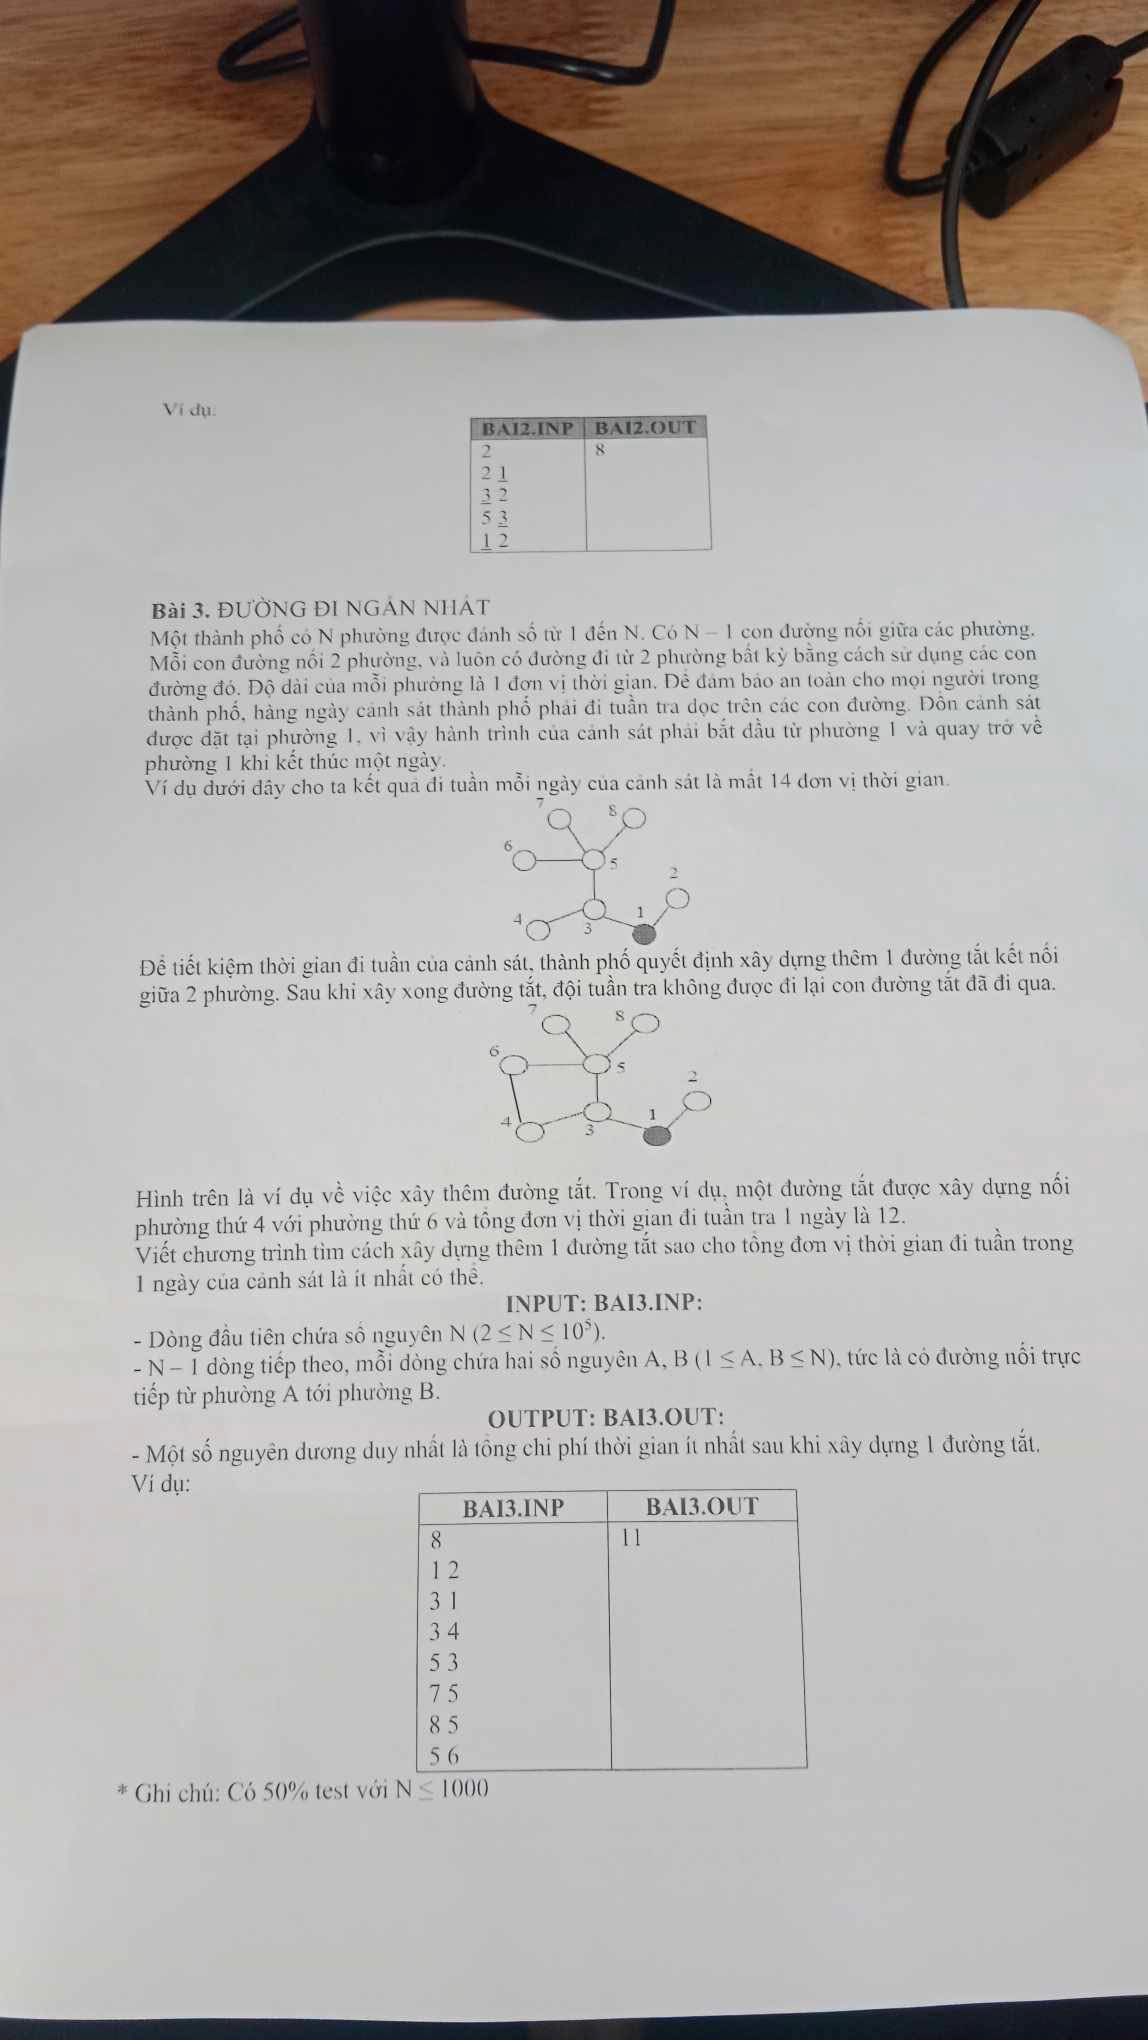 Ví dụ:
BAI2.INP BAI2.OUT
2 8
2 1
3 2
5 3
1 2
Bài 3. ĐƯỜNG ĐI NGẮN NHẤT
Một thành phố có N phường được đánh số từ 1 đến N. Có N – 1 con đường nối giữa các phường.
Mỗi con đường nối 2 phường, và luôn có đường đi từ 2 phường bất kỳ bằng cách sử dụng các con
đường đó. Độ dài của mỗi phường là 1 đơn vị thời gian. Để đảm bảo an toàn cho mọi người trong
thành phố, hàng ngày cảnh sát thành phố phải đi tuần tra dọc trên các con đường. Đồn cảnh sát
được đặt tại phường 1, vì vậy hành trình của cảnh sát phải bắt đầu từ phường 1 và quay trở về
phường 1 khi kết thúc một ngày.
Ví dụ dưới đây cho ta kết quả đi tuần mỗi ngày của cảnh sát là mất 14 đơn vị thời gian.
7 8
6
5
2
4 3 1
Để tiết kiệm thời gian đi tuần của cảnh sát, thành phố quyết định xây dựng thêm 1 đường tắt kết nối
giữa 2 phường. Sau khi xây xong đường tắt, đội tuần tra không được đi lại con đường tắt đã đi qua.
7 8
6
5
2
4 3 1
Hình trên là ví dụ về việc xây thêm đường tắt. Trong ví dụ, một đường tắt được xây dựng nối
phường thứ 4 với phường thứ 6 và tổng đơn vị thời gian đi tuần tra 1 ngày là 12.
Viết chương trình tìm cách xây dựng thêm 1 đường tắt sao cho tổng đơn vị thời gian đi tuần trong
1 ngày của cảnh sát là ít nhất có thể.
INPUT: BAI3.INP:
- Dòng đầu tiên chứa số nguyên N (2 ≤ N ≤ 10⁵).
- N – 1 dòng tiếp theo, mỗi dòng chứa hai số nguyên A, B (1 ≤ A, B ≤ N), tức là có đường nối trực
tiếp từ phường A tới phường B.
OUTPUT: BAI3.OUT:
- Một số nguyên dương duy nhất là tổng chi phí thời gian ít nhất sau khi xây dựng 1 đường tắt.
Ví dụ:
BAI3.INP BAI3.OUT
8 11
1 2
3 1
3 4
5 3
7 5
8 5
5 6
* Ghi chú: Có 50% test với N ≤ 1000